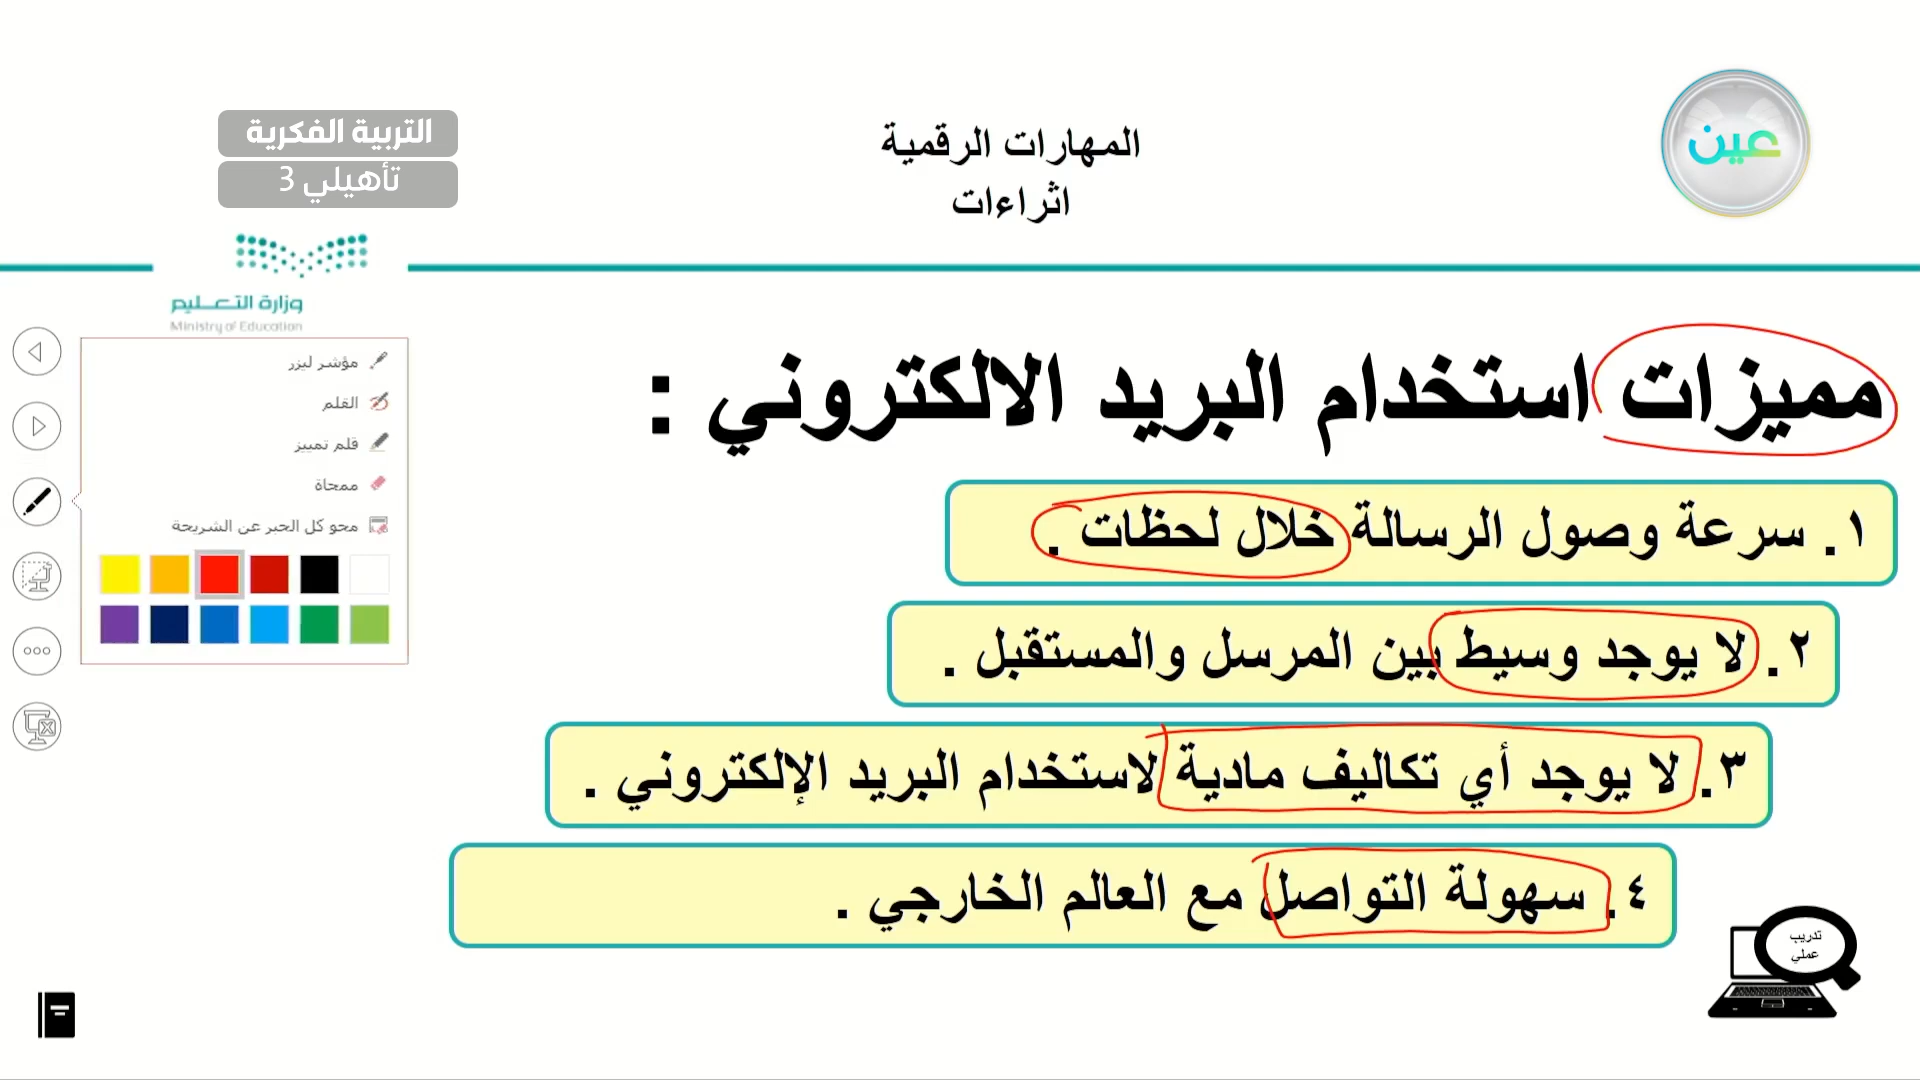 عين
المهارات الرقمية
اثراءات
التربية الفكرية
تأهيلي 3
وزارة التعليم
Ministry of Education
مؤشر ليزر
القلم
قلم تمييز
ممحاة
محو كل الحبر عن الشريحة
مميزات استخدام البريد الالكتروني :
١. سرعة وصول الرسالة خلال لحظات .
٢. لا يوجد وسيط بين المرسل والمستقبل .
٣. لا يوجد أي تكاليف مادية لاستخدام البريد الإلكتروني .
٤. سهولة التواصل مع العالم الخارجي .
تدريب
عملي